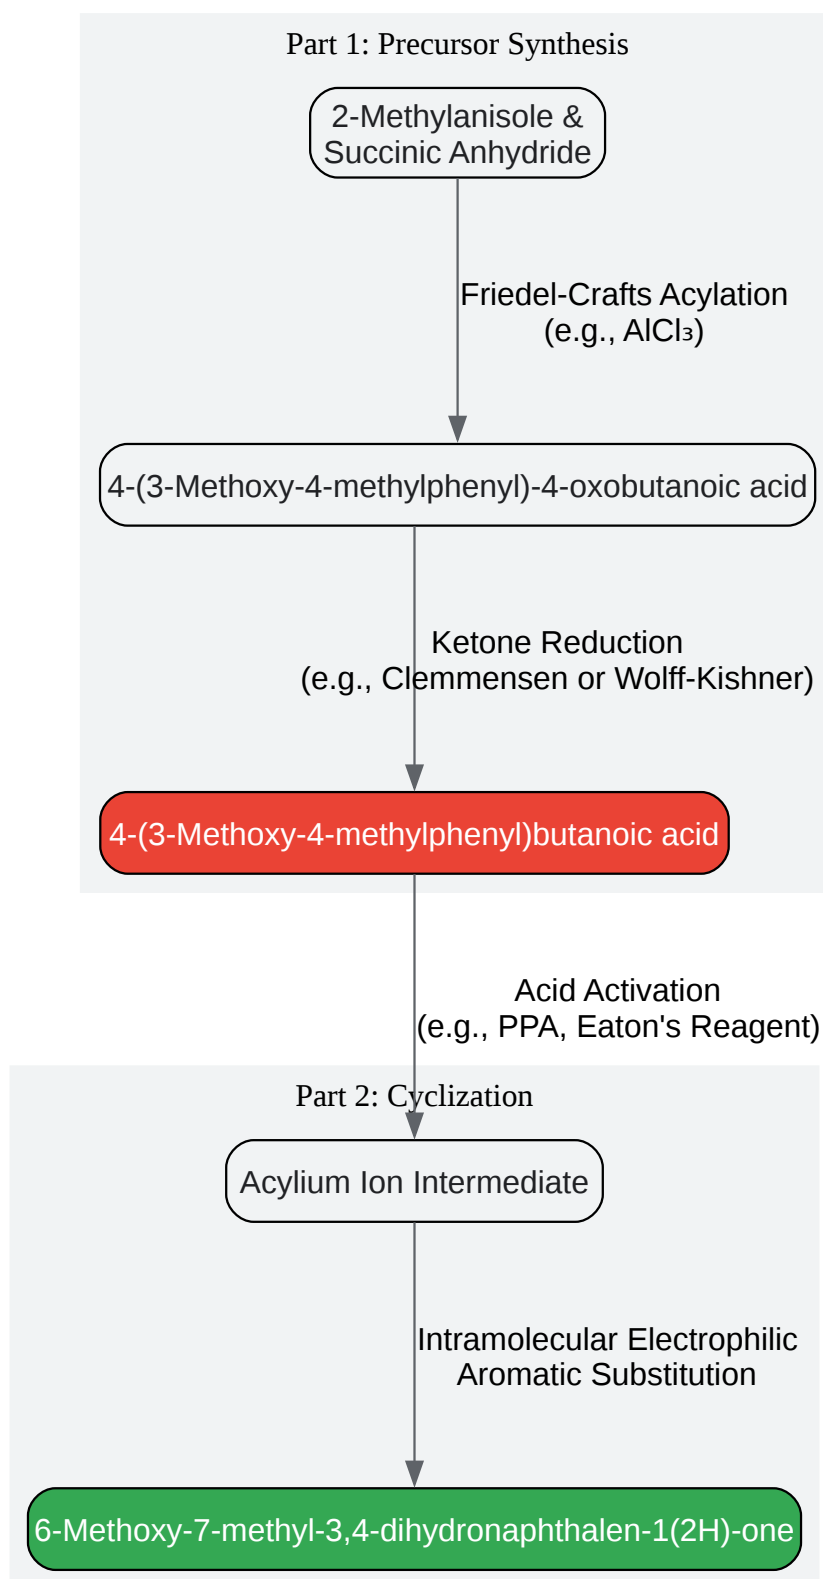 Part 1: Precursor Synthesis
2-Methylanisole &
Succinic Anhydride
Friedel-Crafts Acylation
(e.g., AlCl₃)
4-(3-Methoxy-4-methylphenyl)-4-oxobutanoic acid
Ketone Reduction
(e.g., Clemmensen or Wolff-Kishner)
4-(3-Methoxy-4-methylphenyl)butanoic acid
Acid Activation
(e.g., PPA, Eaton's Reagent)
Part 2: Cyclization
Acylium Ion Intermediate
Intramolecular Electrophilic
Aromatic Substitution
6-Methoxy-7-methyl-3,4-dihydronaphthalen-1(2H)-one